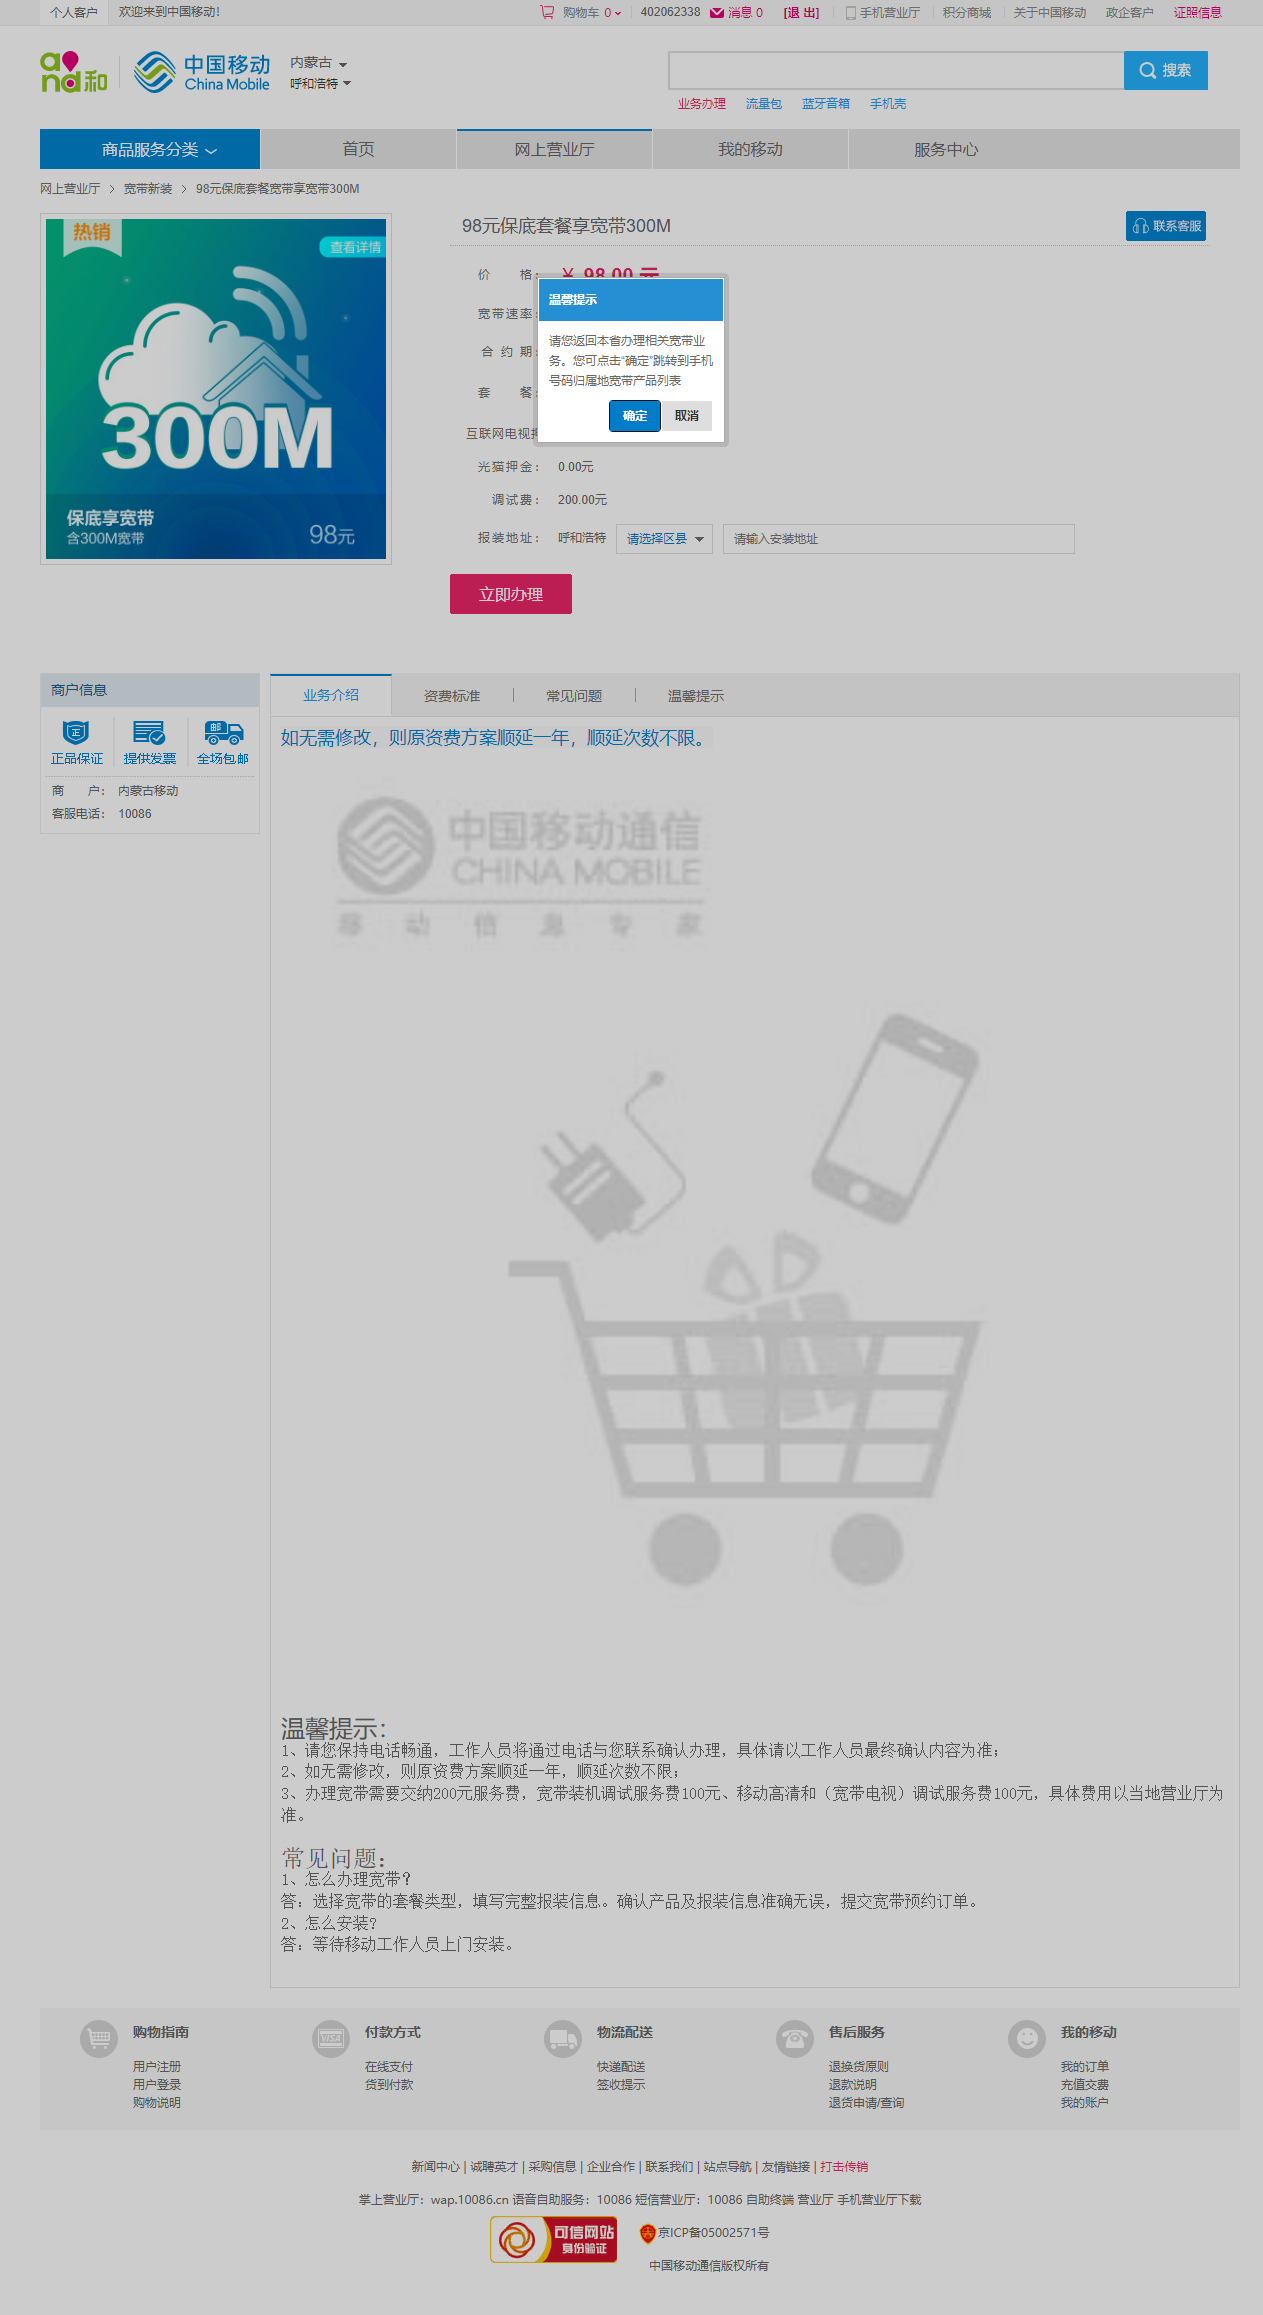 个人客户 欢迎来到中国移动！ 购物车 0 402062338 消息 0 [退 出] 手机营业厅 积分商城 关于中国移动 政企客户 证照信息
and和 中国移动 China Mobile
内蒙古
呼和浩特
搜索
业务办理 流量包 蓝牙音箱 手机壳
商品服务分类 首页 网上营业厅 我的移动 服务中心
网上营业厅 > 宽带新装 > 98元保底套餐宽带享宽带300M
热销
查看详情
300M
保底享宽带
含300M宽带
98元
98元保底套餐享宽带300M
联系客服
价 格： ￥ 98.00 元
宽带速率：
合 约 期：
套 餐：
互联网电视
温馨提示
请您返回本省办理相关宽带业
务。您可点击“确定”跳转到手机
号码归属地宽带产品列表
确定 取消
光猫押金： 0.00元
调试费： 200.00元
报装地址： 呼和浩特 请选择区县 请输入安装地址
立即办理
商户信息
正品保证 提供发票 全场包邮
商 户： 内蒙古移动
客服电话： 10086
业务介绍 资费标准 常见问题 温馨提示
如无需修改，则原资费方案顺延一年，顺延次数不限。
中国移动通信
CHINA MOBILE
移 动 信 息 专 家
温馨提示：
1、请您保持电话畅通，工作人员将通过电话与您联系确认办理，具体请以工作人员最终确认内容为准；
2、如无需修改，则原资费方案顺延一年，顺延次数不限；
3、办理宽带需要交纳200元服务费，宽带装机调试服务费100元、移动高清和（宽带电视）调试服务费100元，具体费用以当地营业厅为
准。
常见问题：
1、怎么办理宽带？
答：选择宽带的套餐类型，填写完整报装信息。确认产品及报装信息准确无误，提交宽带预约订单。
2、怎么安装?
答：等待移动工作人员上门安装。
购物指南
用户注册
用户登录
购物说明
VISA
付款方式
在线支付
货到付款
物流配送
快递配送
签收提示
售后服务
退换货原则
退款说明
退货申请/查询
我的移动
我的订单
充值交费
我的账户
新闻中心 | 诚聘英才 | 采购信息 | 企业合作 | 联系我们 | 站点导航 | 友情链接 | 打击传销
掌上营业厅：wap.10086.cn 语音自助服务：10086 短信营业厅：10086 自助终端 营业厅 手机营业厅下载
可信网站
身份验证
京ICP备05002571号
中国移动通信版权所有